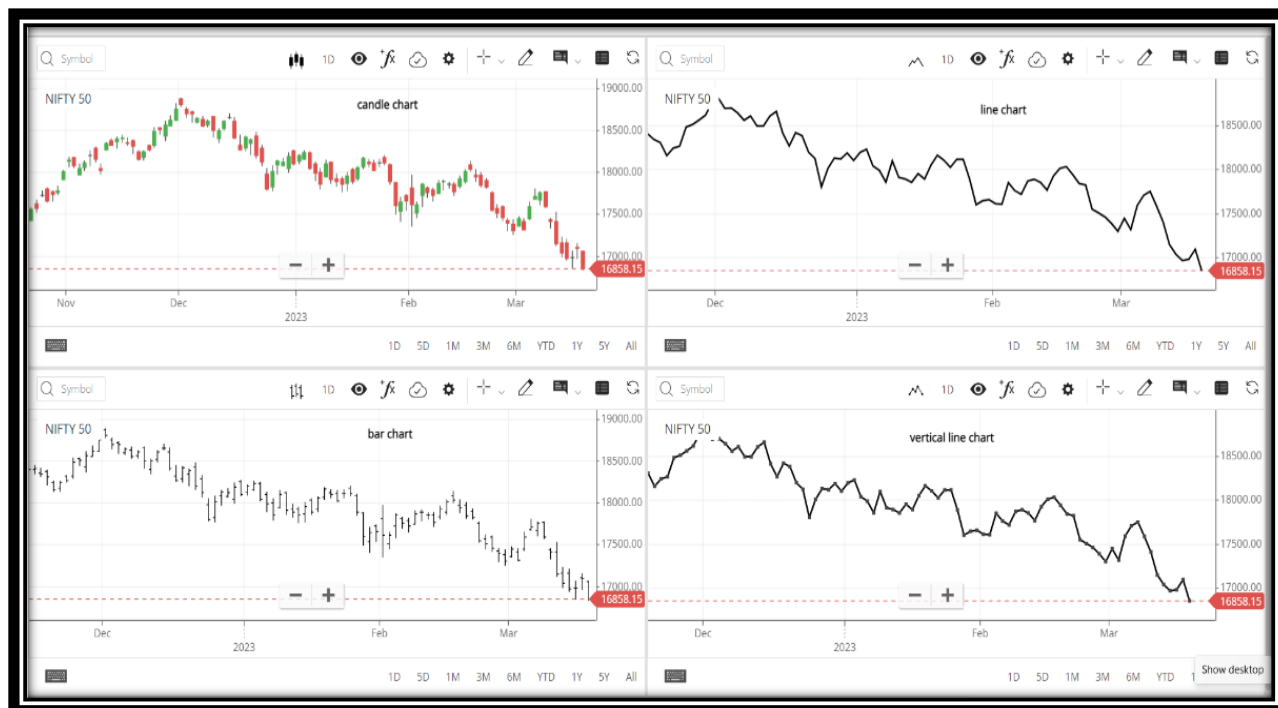 Symbol 1D fx
NIFTY 50
candle chart
19000.00
18500.00
18000.00
17500.00
17000.00
16858.15
Nov Dec Feb Mar
2023
1D 5D 1M 3M 6M YTD 1Y 5Y All
Symbol 1D fx
NIFTY 50
line chart
18500.00
18000.00
17500.00
17000.00
16858.15
Dec Feb Mar
2023
1D 5D 1M 3M 6M YTD 1Y 5Y All
Symbol 1D fx
NIFTY 50
bar chart
19000.00
18500.00
18000.00
17500.00
17000.00
16858.15
Dec Feb Mar
2023
1D 5D 1M 3M 6M YTD 1Y 5Y All
Symbol 1D fx
NIFTY 50
vertical line chart
18500.00
18000.00
17500.00
17000.00
16858.15
Dec Feb Mar
2023
1D 5D 1M 3M 6M YTD
Show desktop